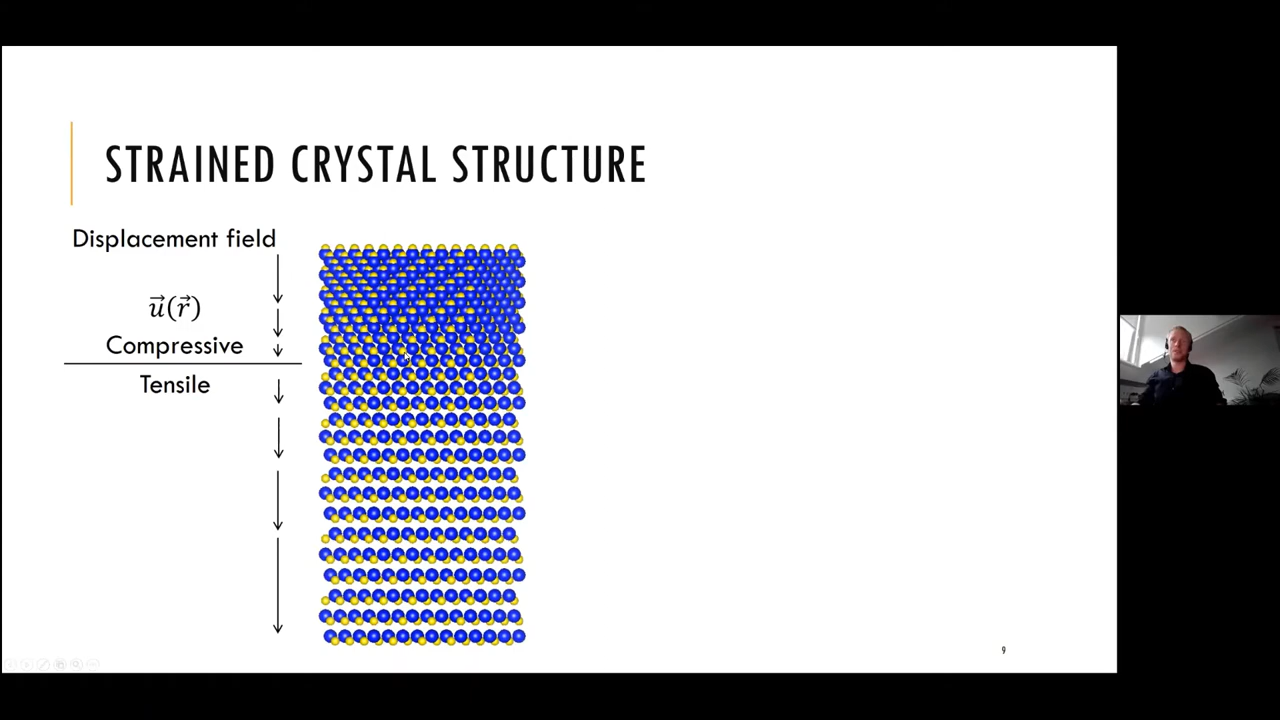 STRAINED CRYSTAL STRUCTURE
Displacement field
u⃗(r⃗)
Compressive
Tensile
9